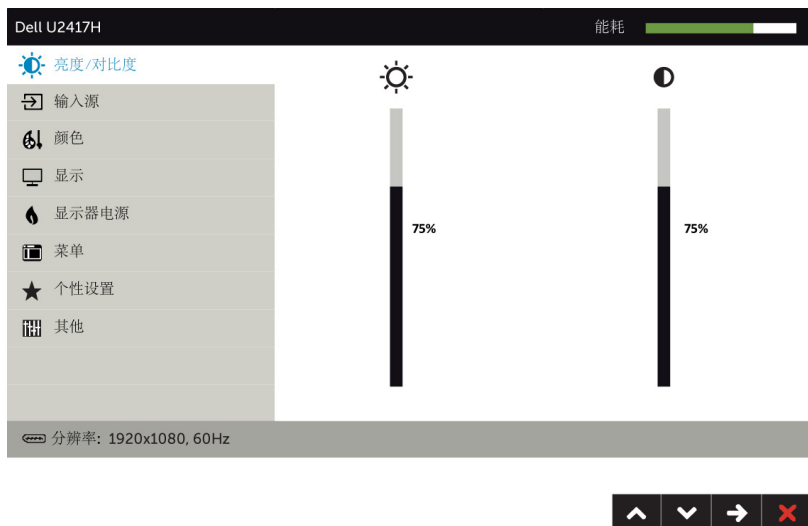 Dell U2417H
能耗
亮度/对比度
输入源
颜色
显示
显示器电源
菜单
个性设置
其他
75%
75%
分辨率: 1920x1080, 60Hz